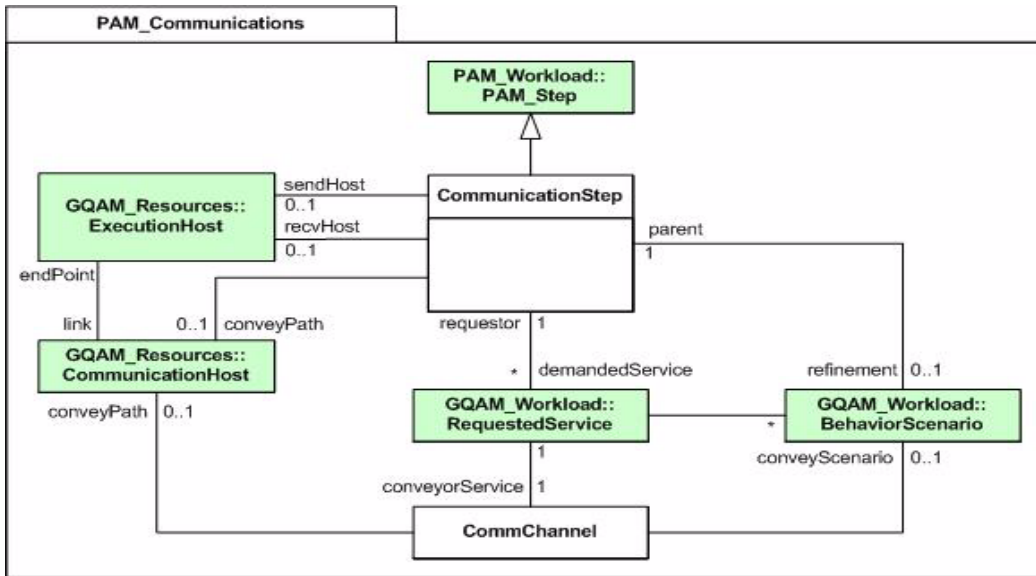 PAM_Communications
PAM_Workload::
PAM_Step
sendHost
0..1
recvHost
0..1
GQAM_Resources::
ExecutionHost
CommunicationStep
parent
1
endPoint
link
0..1
conveyPath
requestor
1
GQAM_Resources::
CommunicationHost
* demandedService
refinement
0..1
conveyPath
0..1
GQAM_Workload::
RequestedService
GQAM_Workload::
BehaviorScenario
*
1
conveyScenario
0..1
conveyorService
1
CommChannel